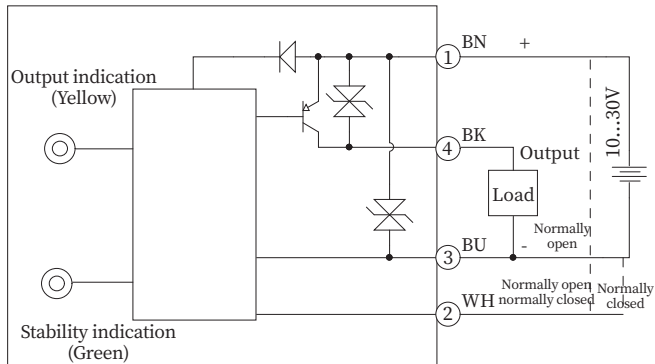 Output indication
(Yellow)
Stability indication
(Green)
1 BN +
4 BK
Output
Load
10...30V
-
Normally
open
3 BU
Normally open
normally closed
Normally
closed
2 WH